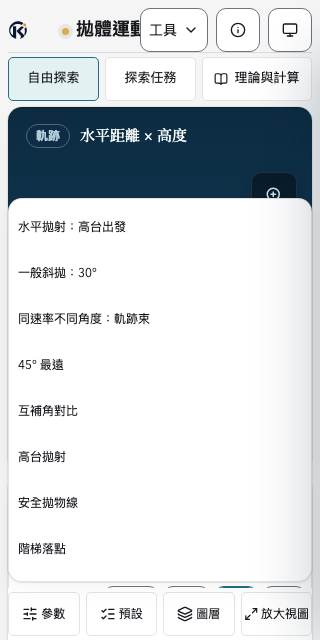 拋體運動
工具
自由探索
探索任務
理論與計算
軌跡
水平距離 × 高度
水平拋射：高台出發
一般斜拋：30°
同速率不同角度：軌跡束
45° 最遠
互補角對比
高台拋射
安全拋物線
階梯落點
參數
預設
圖層
放大視圖